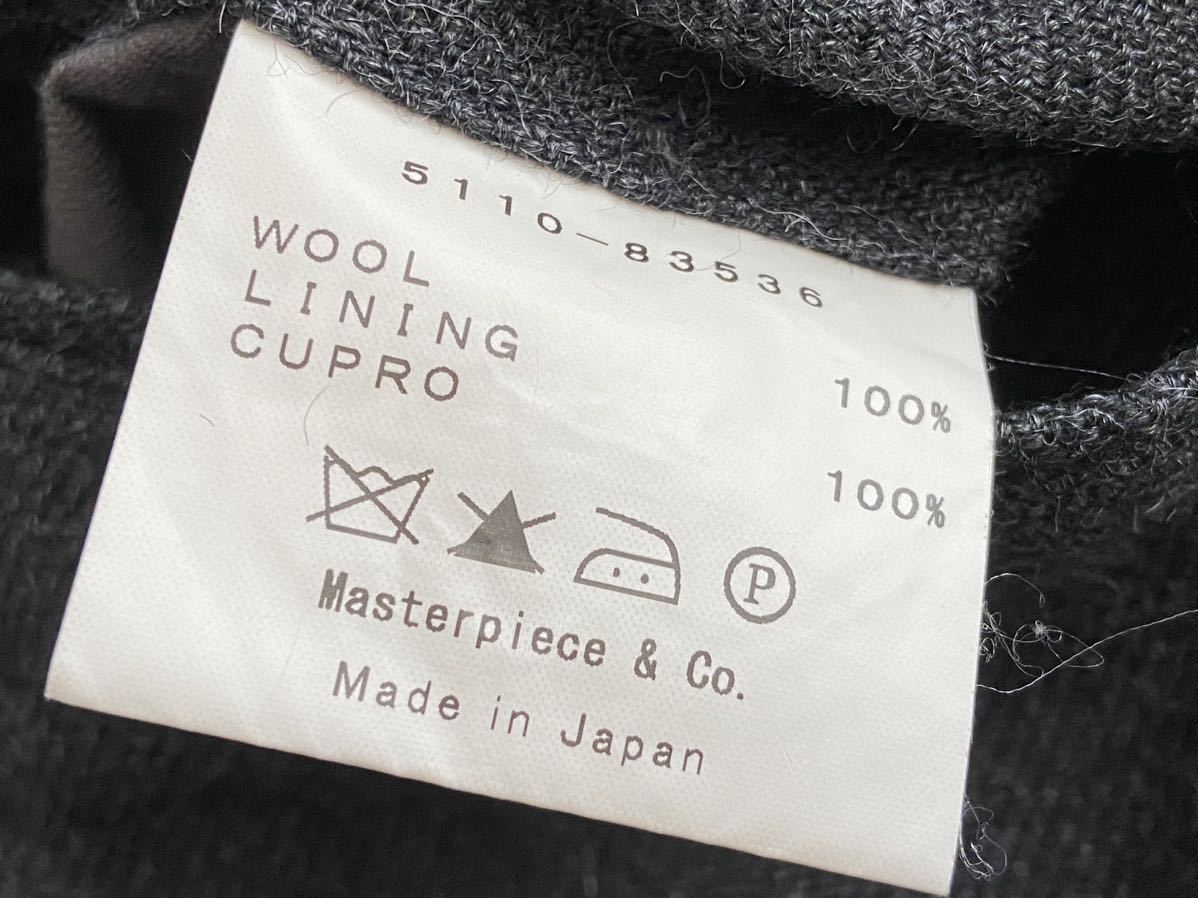 5110-83536
WOOL 100%
LINING
CUPRO 100%
P
Masterpiece & Co.
Made in Japan